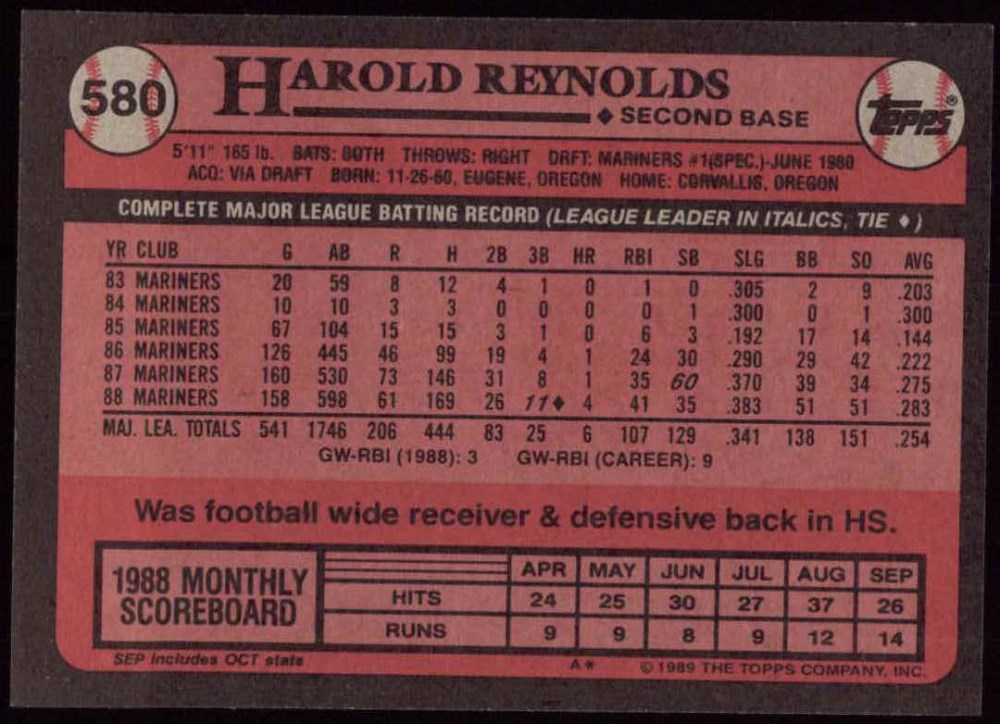 580
HAROLD REYNOLDS
♦ SECOND BASE
TOPPS®
5'11" 165 lb. BATS: BOTH THROWS: RIGHT DRFT: MARINERS #1(SPEC.)-JUNE 1980
ACQ: VIA DRAFT BORN: 11-26-60, EUGENE, OREGON HOME: CORVALLIS, OREGON
COMPLETE MAJOR LEAGUE BATTING RECORD (LEAGUE LEADER IN ITALICS, TIE ♦)
YR CLUB G AB R H 2B 3B HR RBI SB SLG BB SO AVG
83 MARINERS 20 59 8 12 4 1 0 1 0 .305 2 9 .203
84 MARINERS 10 10 3 3 0 0 0 0 1 .300 0 1 .300
85 MARINERS 67 104 15 15 3 1 0 6 3 .192 17 14 .144
86 MARINERS 126 445 46 99 19 4 1 24 30 .290 29 42 .222
87 MARINERS 160 530 73 146 31 8 1 35 60 .370 39 34 .275
88 MARINERS 158 598 61 169 26 11♦ 4 41 35 .383 51 51 .283
MAJ. LEA. TOTALS 541 1746 206 444 83 25 6 107 129 .341 138 151 .254
GW-RBI (1988): 3 GW-RBI (CAREER): 9
Was football wide receiver & defensive back in HS.
1988 MONTHLY SCOREBOARD
APR MAY JUN JUL AUG SEP
HITS 24 25 30 27 37 26
RUNS 9 9 8 9 12 14
SEP includes OCT stats
A* © 1989 THE TOPPS COMPANY, INC.